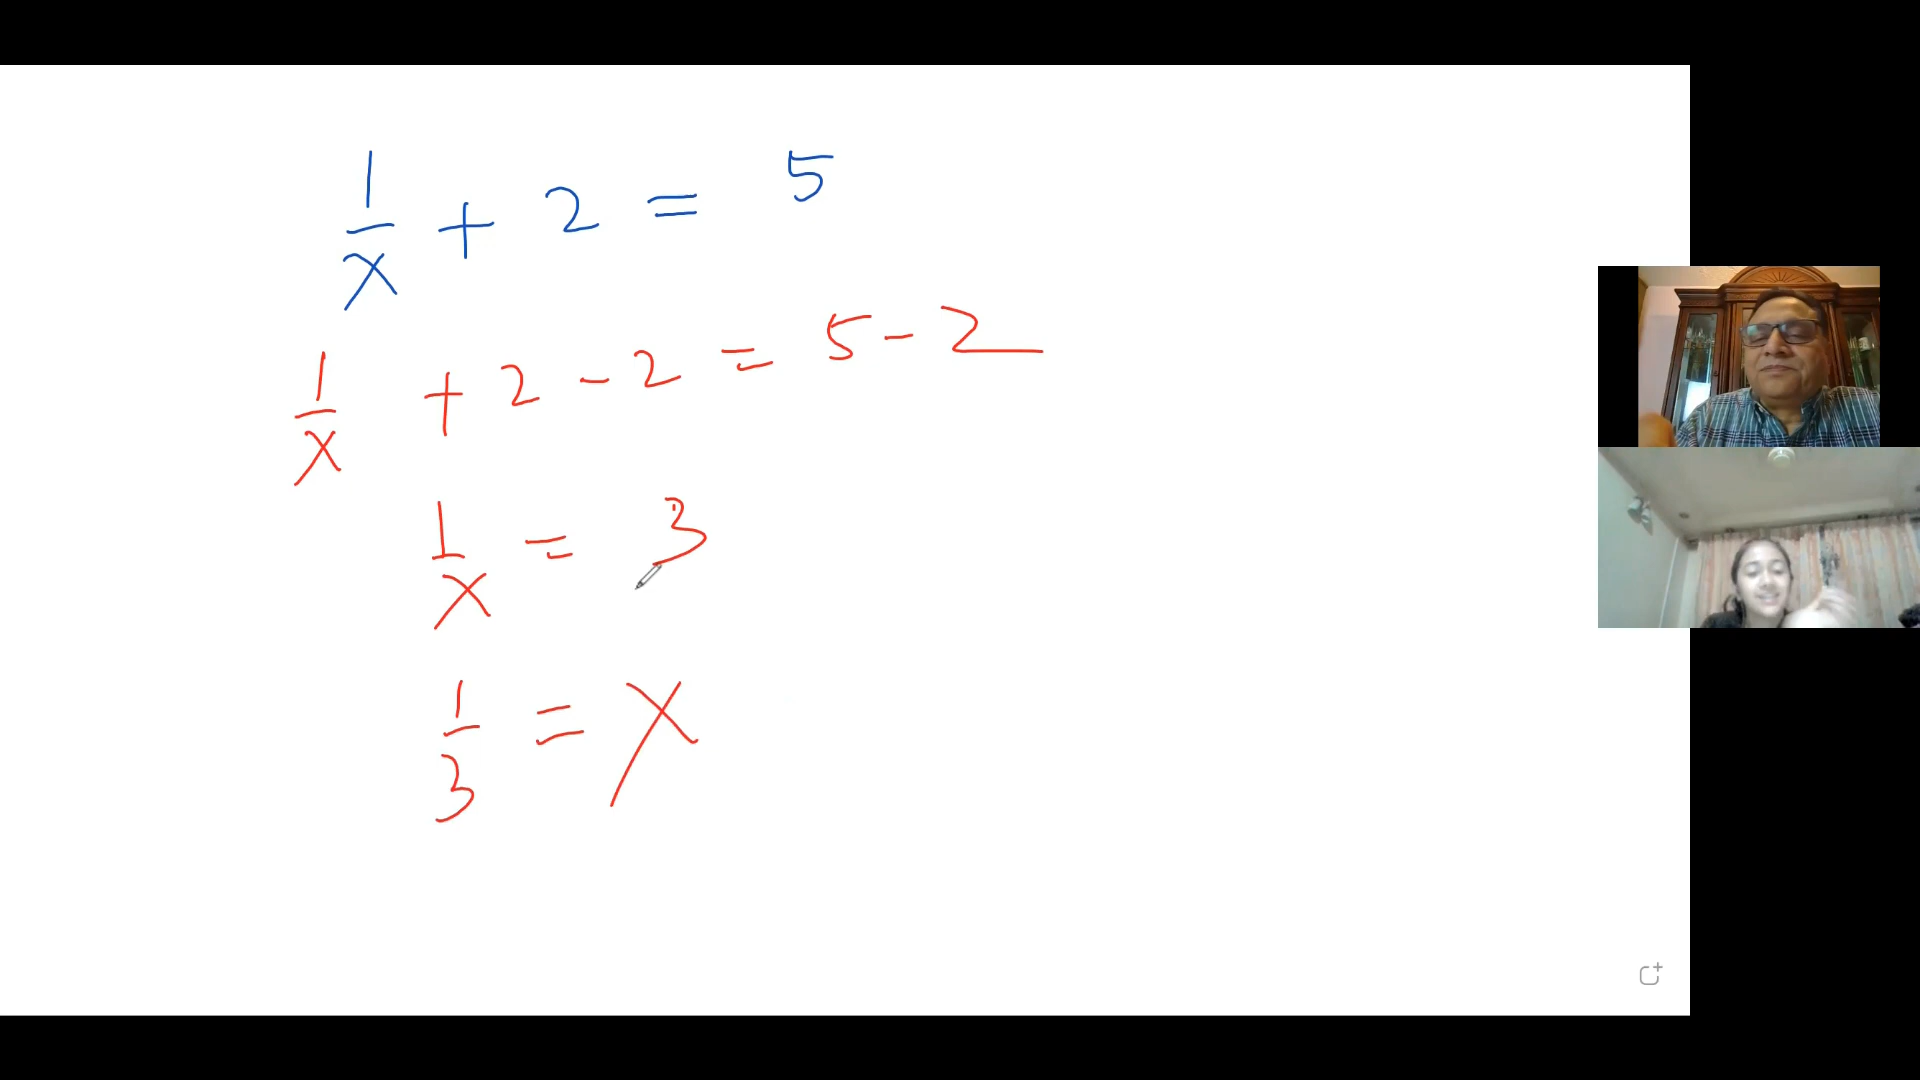 1/x + 2 = 5
1/x + 2 - 2 = 5 - 2
1/x = 3
1/3 = x